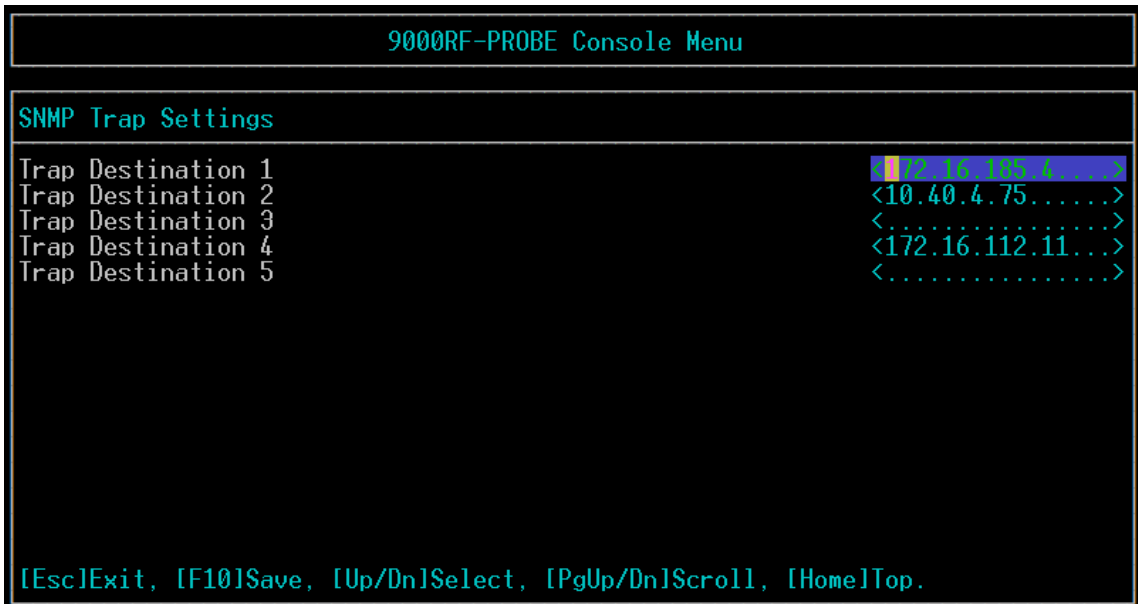 9000RF-PROBE Console Menu
SNMP Trap Settings
Trap Destination 1 <172.16.185.4....>
Trap Destination 2 <10.40.4.75......>
Trap Destination 3 <................>
Trap Destination 4 <172.16.112.11...>
Trap Destination 5 <................>
[Esc]Exit, [F10]Save, [Up/Dn]Select, [PgUp/Dn]Scroll, [Home]Top.